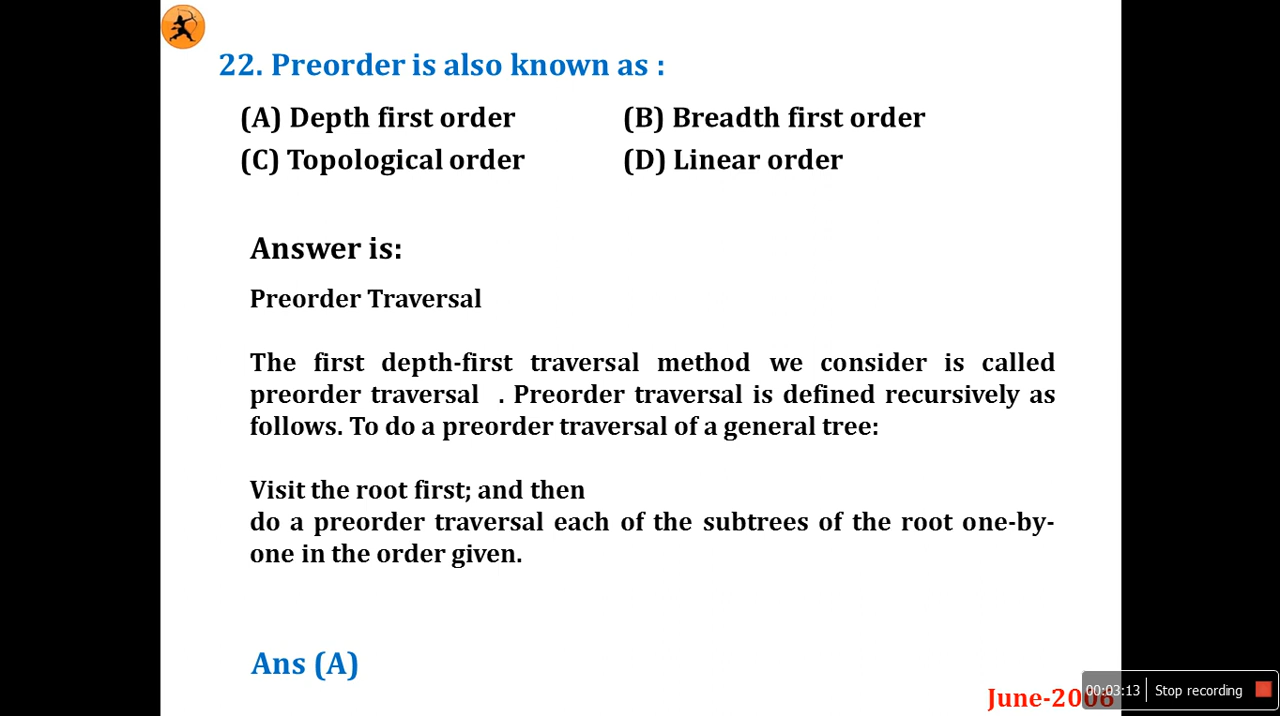 22. Preorder is also known as :
(A) Depth first order (B) Breadth first order
(C) Topological order (D) Linear order
Answer is:
Preorder Traversal
The first depth-first traversal method we consider is called
preorder traversal . Preorder traversal is defined recursively as
follows. To do a preorder traversal of a general tree:
Visit the root first; and then
do a preorder traversal each of the subtrees of the root one-by-
one in the order given.
Ans (A)
June-2006
00:03:13 Stop recording